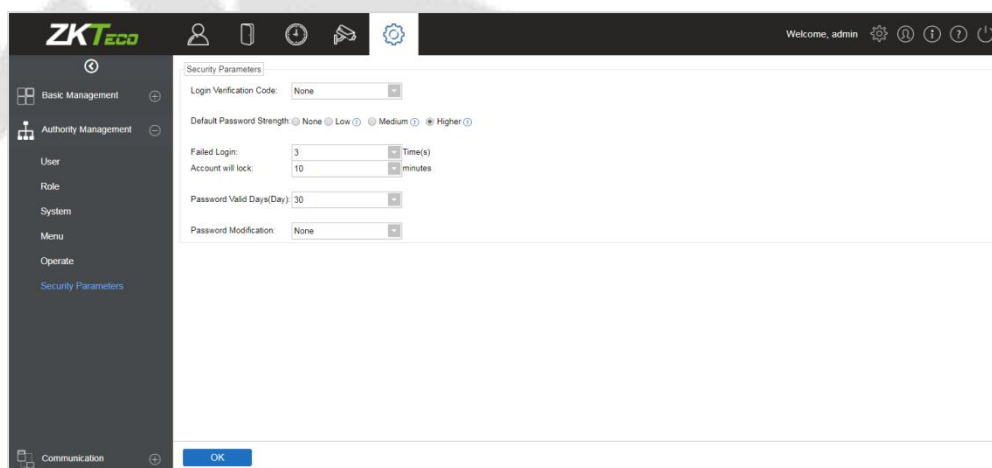 ZKTeco
Welcome, admin
Basic Management
Authority Management
User
Role
System
Menu
Operate
Security Parameters
Communication
Security Parameters
Login Verification Code: None
Default Password Strength: None Low Medium Higher
Failed Login: 3 Time(s)
Account will lock: 10 minutes
Password Valid Days(Day): 30
Password Modification: None
OK